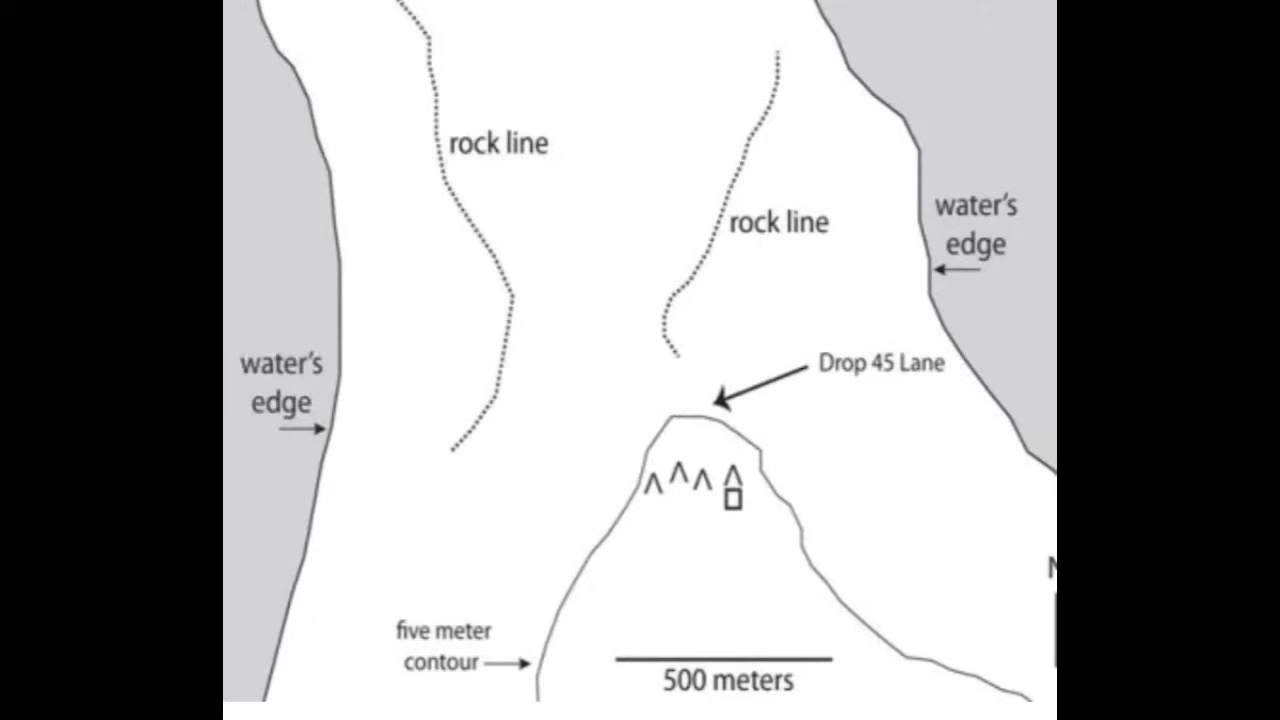 rock line
rock line
water's
edge
water's
edge
Drop 45 Lane
five meter
contour
500 meters
N